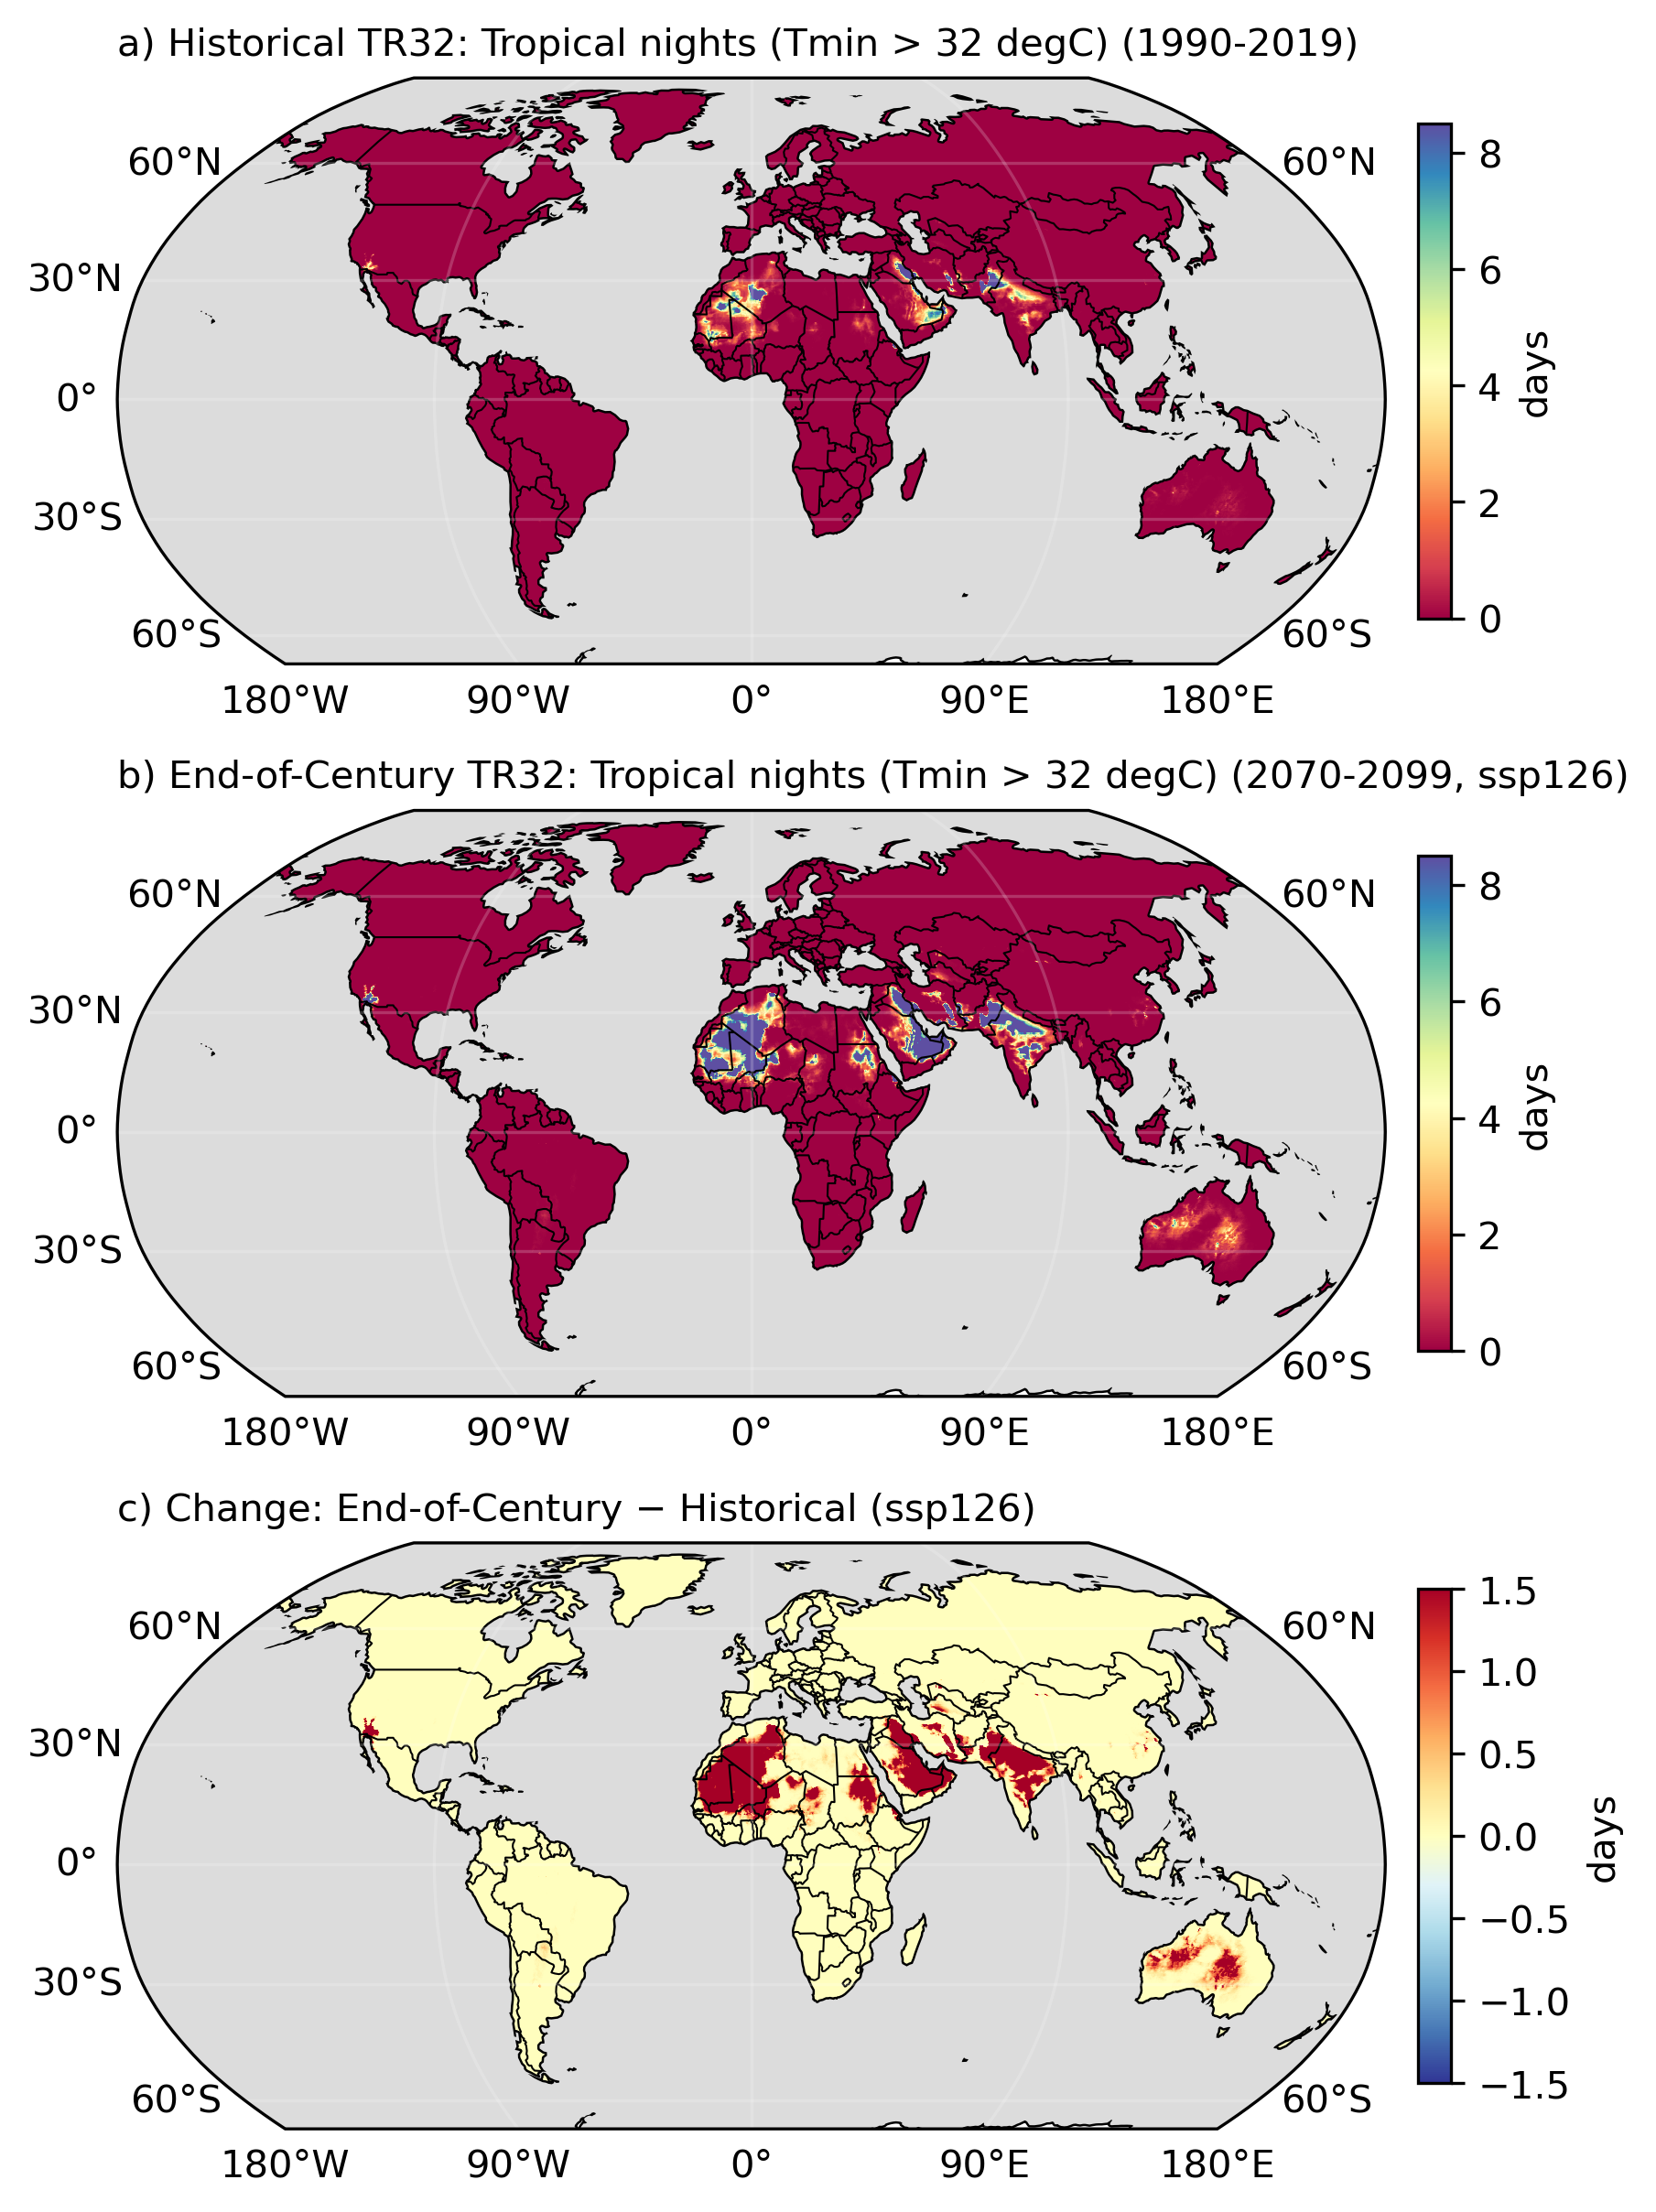 a) Historical TR32: Tropical nights (Tmin > 32 degC) (1990-2019)
60°N 60°N
30°N
0°
30°S
60°S 60°S
180°W 90°W 0° 90°E 180°E
8
6
4
2
0
days
b) End-of-Century TR32: Tropical nights (Tmin > 32 degC) (2070-2099, ssp126)
60°N 60°N
30°N
0°
30°S
60°S 60°S
180°W 90°W 0° 90°E 180°E
8
6
4
2
0
days
c) Change: End-of-Century − Historical (ssp126)
60°N 60°N
30°N
0°
30°S
60°S 60°S
180°W 90°W 0° 90°E 180°E
1.5
1.0
0.5
0.0
−0.5
−1.0
−1.5
days